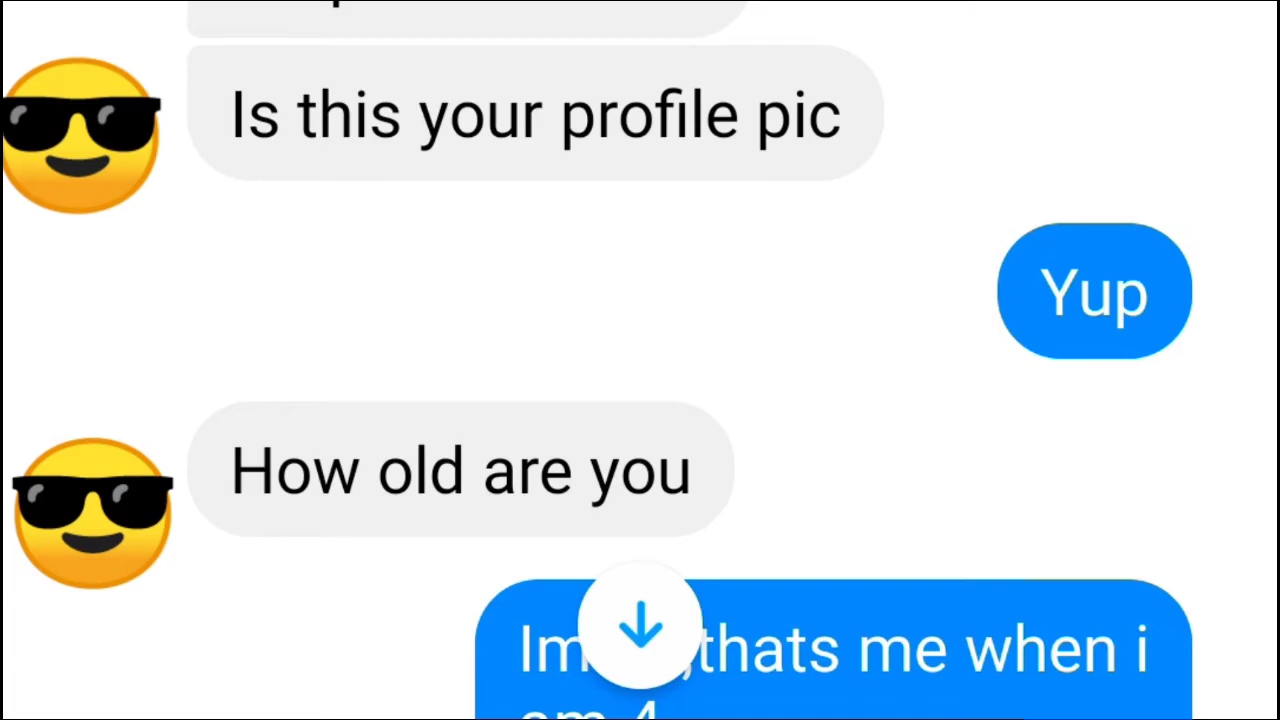 Is this your profile pic
Yup
How old are you
Im ,thats me when i
am 4